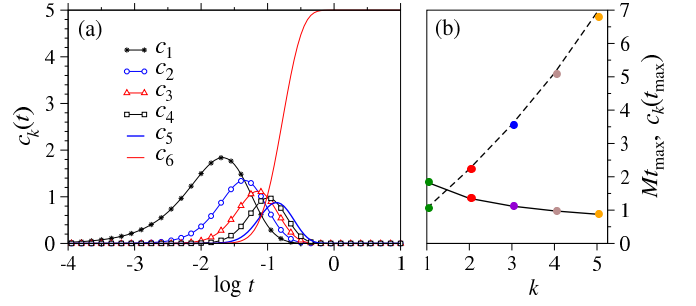 (a)
5
4
3
2
1
0
c_k(t)
c_1
c_2
c_3
c_4
c_5
c_6
-4 -3 -2 -1 0 1
log t
(b)
7
6
5
4
3
2
1
0
Mt_max, c_k(t_max)
1 2 3 4 5
k